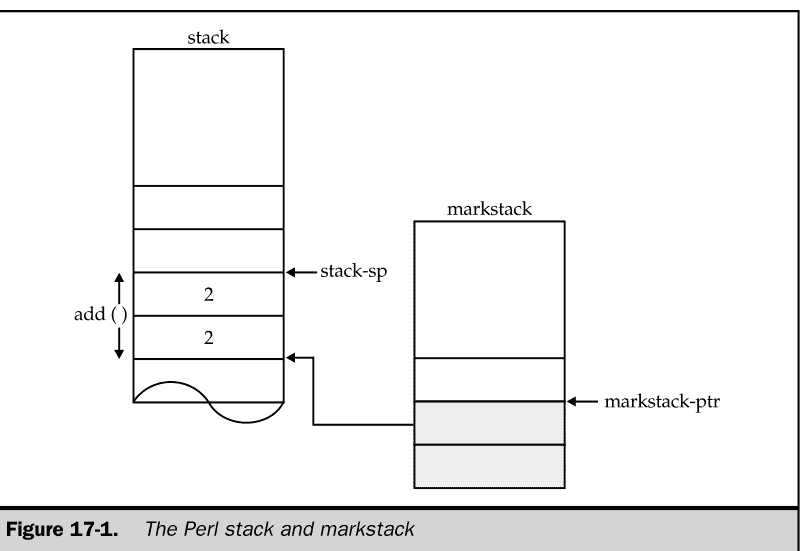 stack
markstack
stack-sp
2
add ( )
2
markstack-ptr
Figure 17-1. The Perl stack and markstack